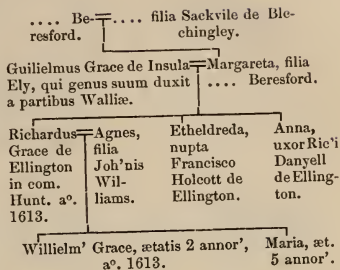 .... Be- .... filia Sackvile de Ble-
resford. chingley.
Guilielmus Grace de Insula Margareta, filia
Ely, qui genus suum duxit .... Beresford.
a partibus Walliæ.
Richardus Agnes, Etheldreda, Anna,
Grace de filia nupta uxor Ric'i
Ellington Joh'nis Francisco Danyell
in com. Wil- Holcott de de Elling-
Hunt. aº. liams. Ellington. ton.
1613.
Willielm' Grace, ætatis 2 annor', Maria, æt.
aº. 1613. 5 annor'.